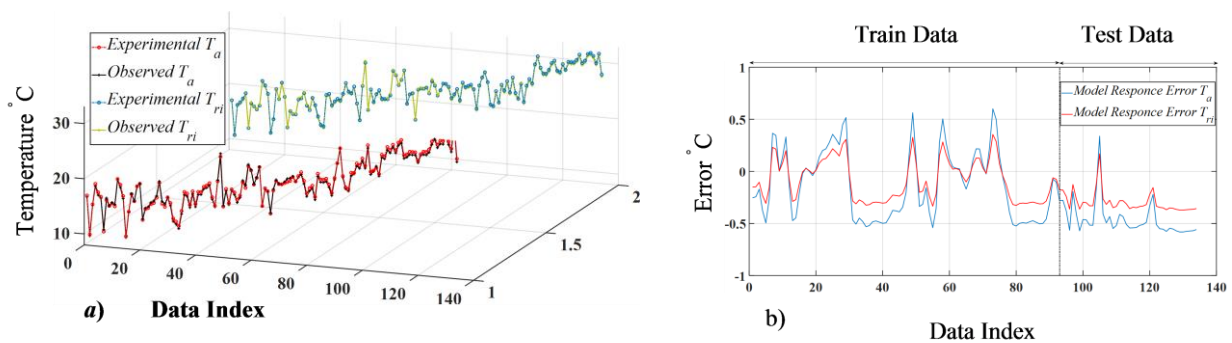 Experimental T_a
Observed T_a
Experimental T_ri
Observed T_ri
Temperature °C
30
20
10
0
20
40
60
80
100
120
140
1
1.5
2
a) Data Index
Train Data
Test Data
Model Responce Error T_a
Model Responce Error T_ri
Error °C
1
0.5
0
-0.5
-1
0
20
40
60
80
100
120
140
b)
Data Index